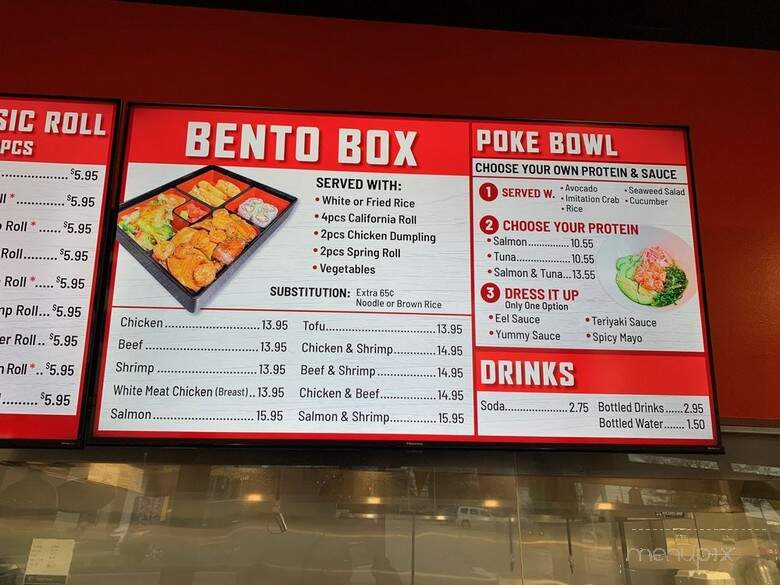 SIC ROLL
PCS
$5.95
$5.95
Roll * ...... $5.95
Roll...... $5.95
Roll *..... $5.95
Roll... $5.95
Roll.. $5.95
Roll *.. $5.95
$5.95
BENTO BOX
SERVED WITH:
• White or Fried Rice
• 4pcs California Roll
• 2pcs Chicken Dumpling
• 2pcs Spring Roll
• Vegetables
SUBSTITUTION: Extra 65¢
Noodle or Brown Rice
Chicken ........................ 13.95
Beef ............................. 13.95
Shrimp .......................... 13.95
White Meat Chicken (Breast).. 13.95
Salmon .......................... 15.95
Tofu................................. 13.95
Chicken & Shrimp............. 14.95
Beef & Shrimp.................. 14.95
Chicken & Beef................. 14.95
Salmon & Shrimp.............. 15.95
POKE BOWL
CHOOSE YOUR OWN PROTEIN & SAUCE
1 SERVED W. • Avocado • Seaweed Salad
• Imitation Crab • Cucumber
• Rice
2 CHOOSE YOUR PROTEIN
• Salmon................ 10.55
• Tuna.................... 10.55
• Salmon & Tuna... 13.55
3 DRESS IT UP
Only One Option
• Eel Sauce • Teriyaki Sauce
• Yummy Sauce • Spicy Mayo
DRINKS
Soda................ 2.75 Bottled Drinks ......2.95
Bottled Water....... 1.50
menupix